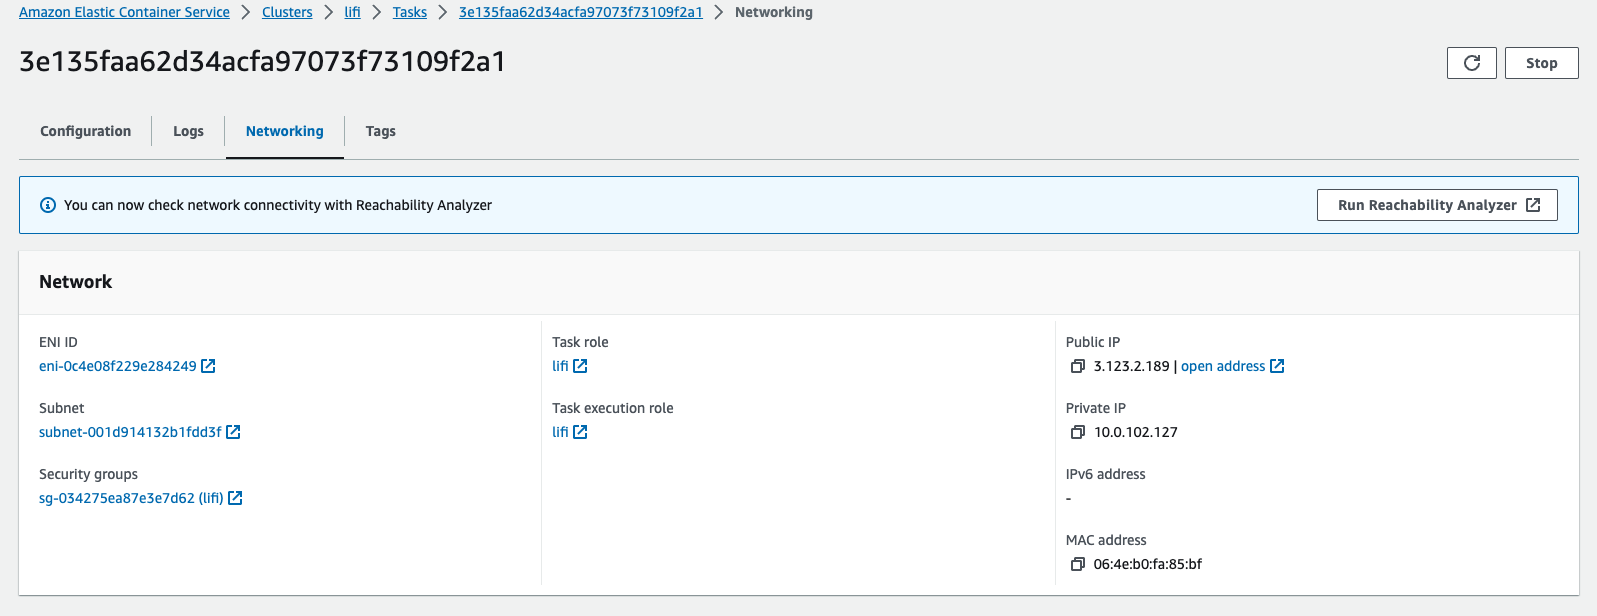 Amazon Elastic Container Service > Clusters > lifi > Tasks > 3e135faa62d34acfa97073f73109f2a1 > Networking
3e135faa62d34acfa97073f73109f2a1
Stop
Configuration Logs Networking Tags
You can now check network connectivity with Reachability Analyzer
Run Reachability Analyzer
Network
ENI ID
eni-0c4e08f229e284249
Subnet
subnet-001d914132b1fdd3f
Security groups
sg-034275ea87e3e7d62 (lifi)
Task role
lifi
Task execution role
lifi
Public IP
3.123.2.189 | open address
Private IP
10.0.102.127
IPv6 address
-
MAC address
06:4e:b0:fa:85:bf